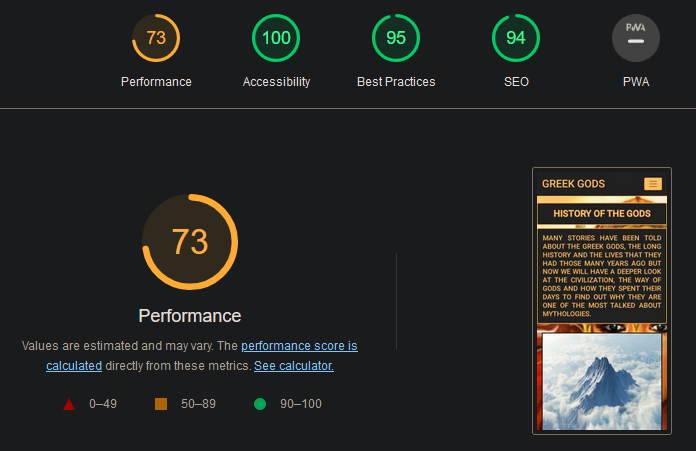 73
100
95
94
PWA
Performance
Accessibility
Best Practices
SEO
PWA
73
Performance
Values are estimated and may vary. The performance score is
calculated directly from these metrics. See calculator.
0–49
50–89
90–100
GREEK GODS
HISTORY OF THE GODS
MANY STORIES HAVE BEEN TOLD
ABOUT THE GREEK GODS, THE LONG
HISTORY AND THE LIVES THAT THEY
HAD THOSE MANY YEARS AGO BUT
NOW WE WILL HAVE A DEEPER LOOK
AT THE CIVILIZATION, THE WAY OF
GODS AND HOW THEY SPENT THEIR
DAYS TO FIND OUT WHY THEY ARE
ONE OF THE MOST TALKED ABOUT
MYTHOLOGIES.